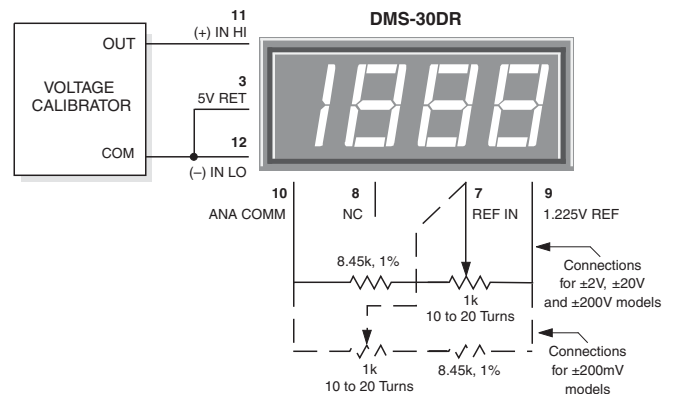 DMS-30DR
11
(+) IN HI
OUT
VOLTAGE
CALIBRATOR
3
5V RET
COM
12
(–) IN LO
1888
10
ANA COMM
8
NC
7
REF IN
9
1.225V REF
8.45k, 1%
1k
10 to 20 Turns
Connections
for ±2V, ±20V
and ±200V models
1k
10 to 20 Turns
8.45k, 1%
Connections
for ±200mV
models